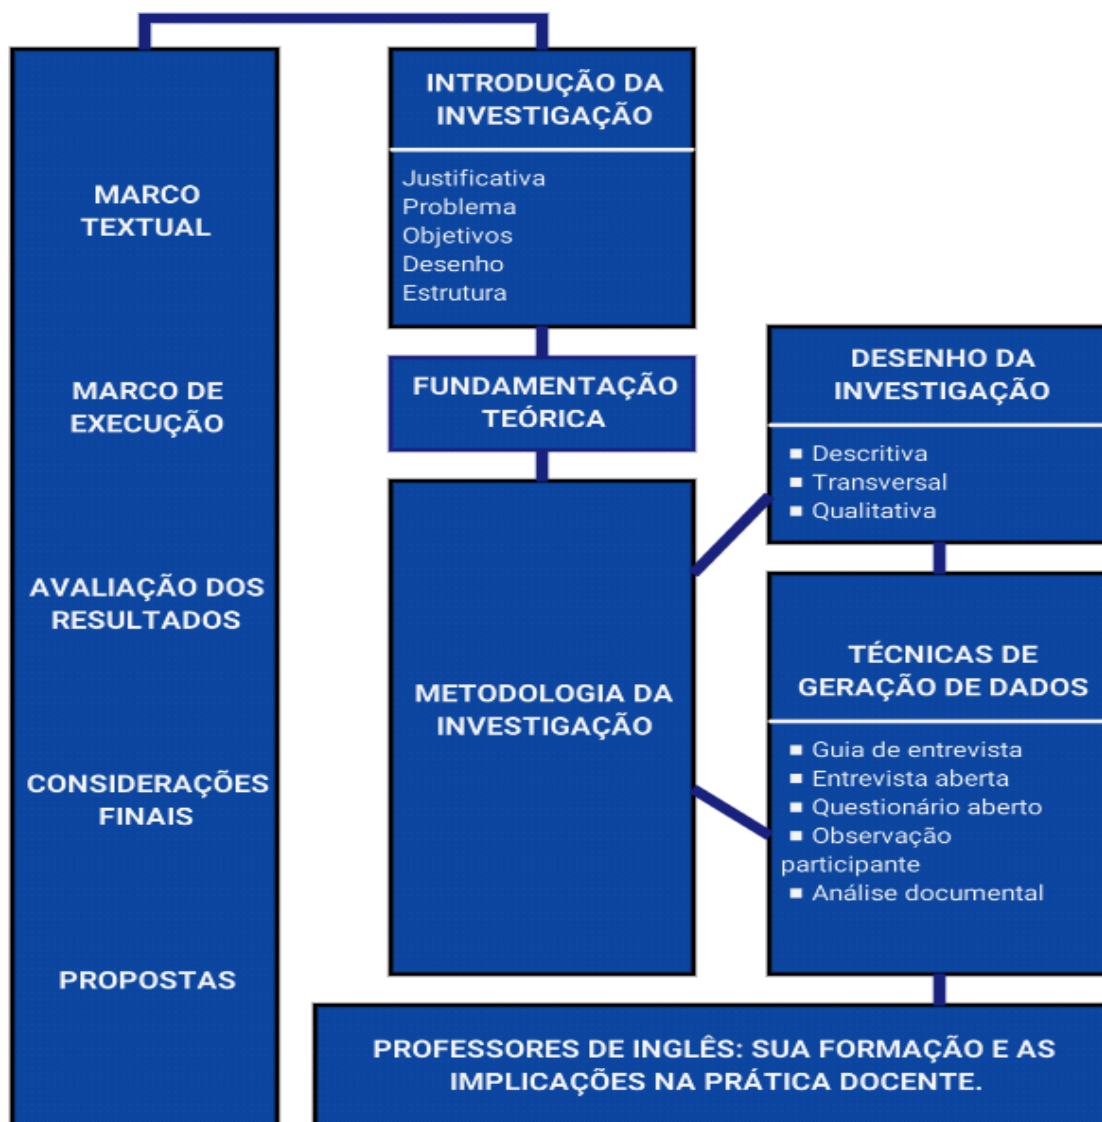 MARCO
TEXTUAL
MARCO DE
EXECUÇÃO
AVALIAÇÃO DOS
RESULTADOS
CONSIDERAÇÕES
FINAIS
PROPOSTAS
INTRODUÇÃO DA
INVESTIGAÇÃO
Justificativa
Problema
Objetivos
Desenho
Estrutura
FUNDAMENTAÇÃO
TEÓRICA
METODOLOGIA DA
INVESTIGAÇÃO
DESENHO DA
INVESTIGAÇÃO
▪ Descritiva
▪ Transversal
▪ Qualitativa
TÉCNICAS DE
GERAÇÃO DE DADOS
▪ Guia de entrevista
▪ Entrevista aberta
▪ Questionário aberto
▪ Observação
participante
▪ Análise documental
PROFESSORES DE INGLÊS: SUA FORMAÇÃO E AS
IMPLICAÇÕES NA PRÁTICA DOCENTE.